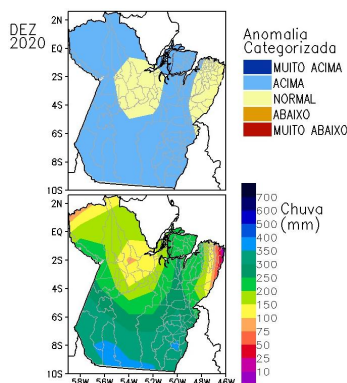 DEZ
2020
2N
EQ
2S
4S
6S
8S
10S
Anomalia
Categorizada
MUITO ACIMA
ACIMA
NORMAL
ABAIXO
MUITO ABAIXO
2N
EQ
2S
4S
6S
8S
10S
58W 56W 54W 52W 50W 48W 46W
Chuva
(mm)
700
600
500
400
350
300
250
200
150
100
75
50
25
10